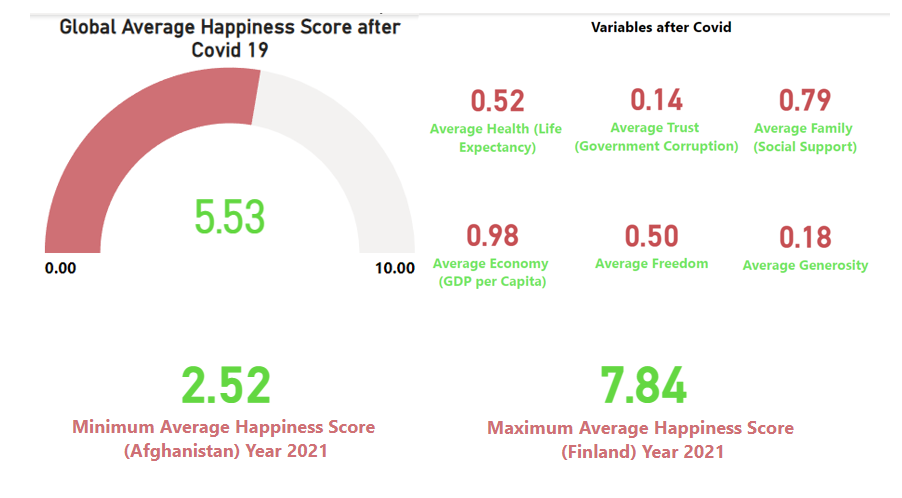 Global Average Happiness Score after
Covid 19
5.53
0.00
10.00
Variables after Covid
0.52
Average Health (Life
Expectancy)
0.14
Average Trust
(Government Corruption)
0.79
Average Family
(Social Support)
0.98
Average Economy
(GDP per Capita)
0.50
Average Freedom
0.18
Average Generosity
2.52
Minimum Average Happiness Score
(Afghanistan) Year 2021
7.84
Maximum Average Happiness Score
(Finland) Year 2021